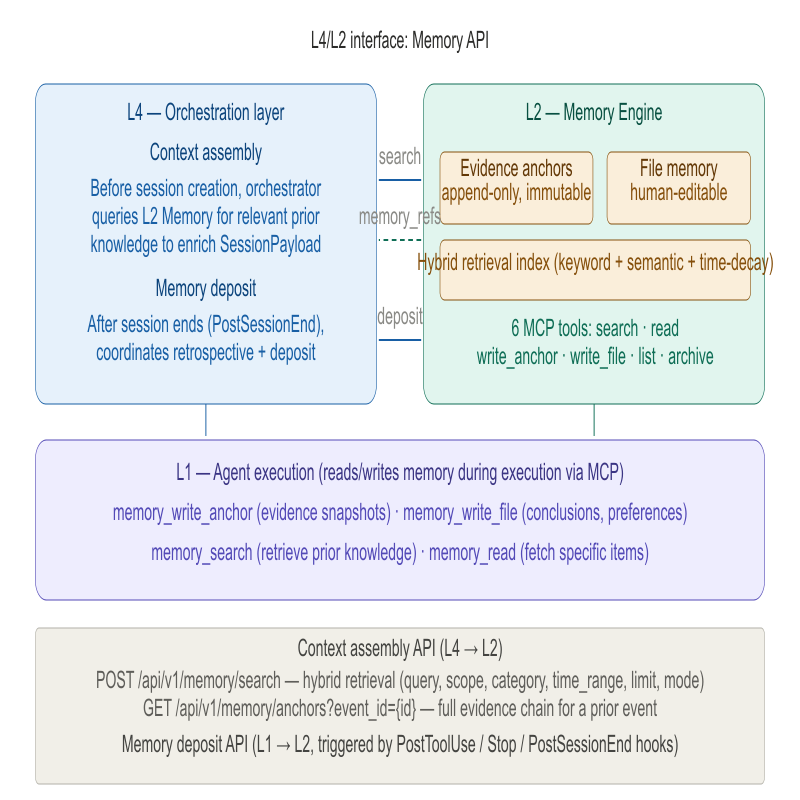 L4/L2 interface: Memory API
L4 — Orchestration layer
Context assembly
Before session creation, orchestrator
queries L2 Memory for relevant prior
knowledge to enrich SessionPayload
Memory deposit
After session ends (PostSessionEnd),
coordinates retrospective + deposit
search
memory_refs
deposit
L2 — Memory Engine
Evidence anchors
append-only, immutable
File memory
human-editable
Hybrid retrieval index (keyword + semantic + time-decay)
6 MCP tools: search · read
write_anchor · write_file · list · archive
L1 — Agent execution (reads/writes memory during execution via MCP)
memory_write_anchor (evidence snapshots) · memory_write_file (conclusions, preferences)
memory_search (retrieve prior knowledge) · memory_read (fetch specific items)
Context assembly API (L4 → L2)
POST /api/v1/memory/search — hybrid retrieval (query, scope, category, time_range, limit, mode)
GET /api/v1/memory/anchors?event_id={id} — full evidence chain for a prior event
Memory deposit API (L1 → L2, triggered by PostToolUse / Stop / PostSessionEnd hooks)